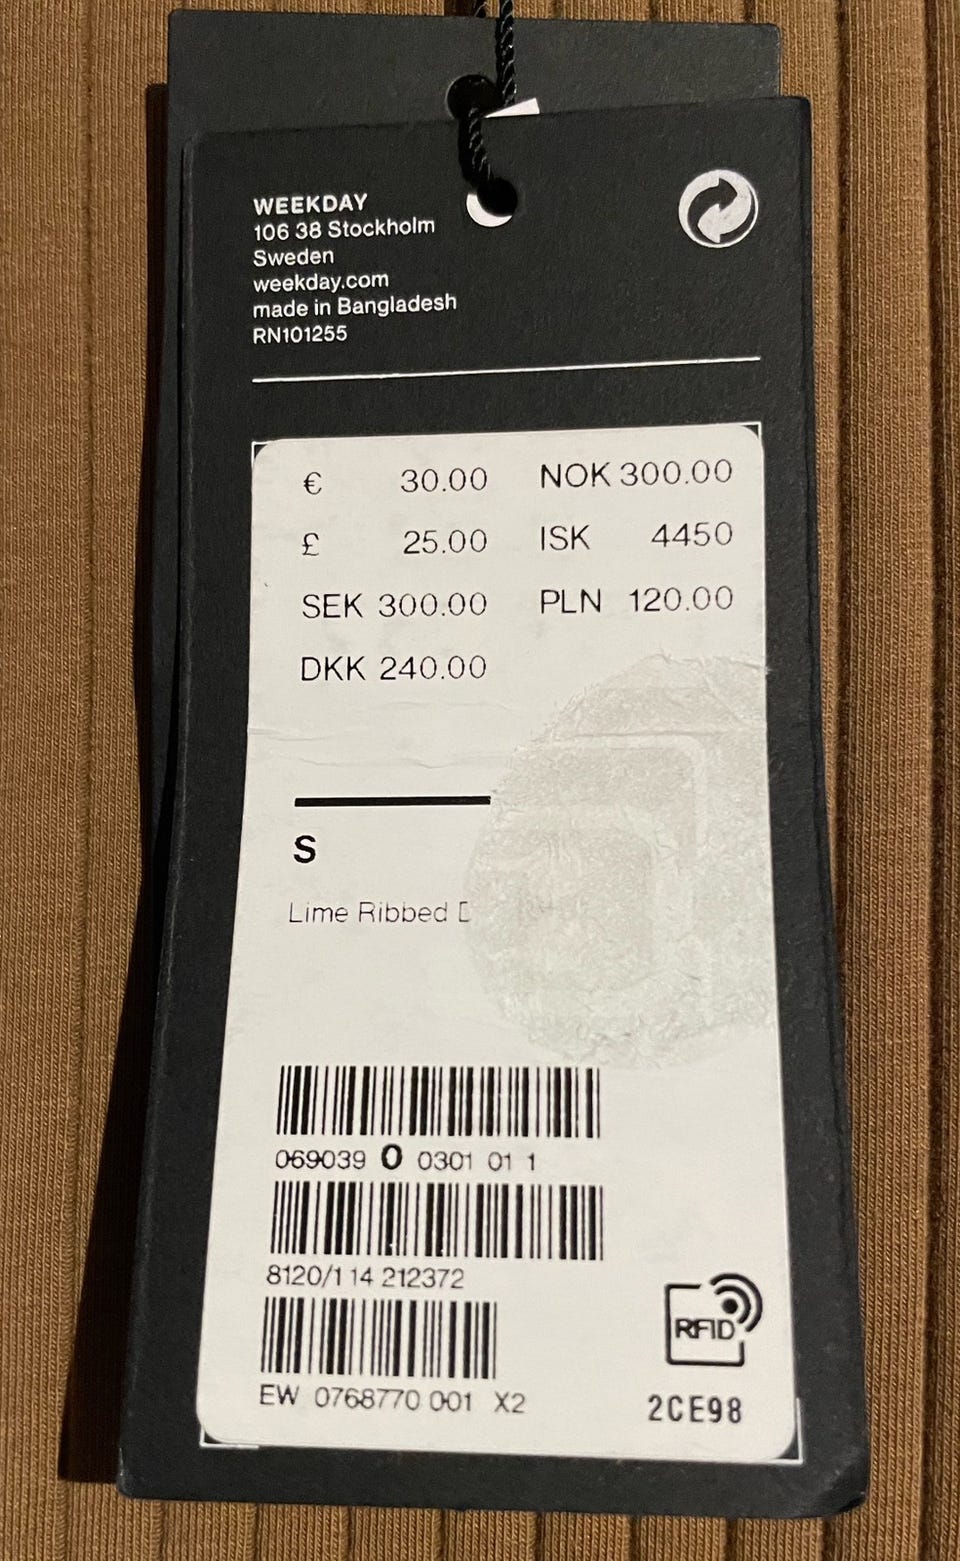 WEEKDAY
106 38 Stockholm
Sweden
weekday.com
made in Bangladesh
RN101255
€ 30.00 NOK 300.00
£ 25.00 ISK 4450
SEK 300.00 PLN 120.00
DKK 240.00
S
Lime Ribbed
069039 0 0301 01 1
8120/1 14 212372
RFID
EW 0768770 001 X2
2CE98